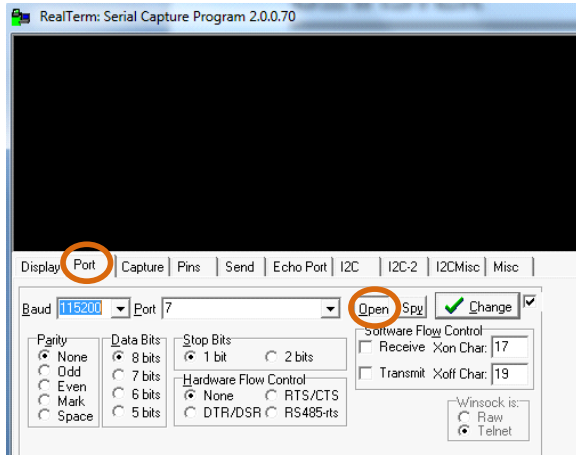 RealTerm: Serial Capture Program 2.0.0.70
Display Port Capture Pins Send Echo Port I2C I2C-2 I2CMisc Misc
Baud 115200 Port 7 Open Spy Change
Parity Data Bits Stop Bits Software Flow Control
None 8 bits 1 bit 2 bits Receive Xon Char: 17
Odd 7 bits Hardware Flow Control Transmit Xoff Char: 19
Even 6 bits None RTS/CTS
Mark 5 bits DTR/DSR RS485-rts
Space
Winsock is:
Raw
Telnet